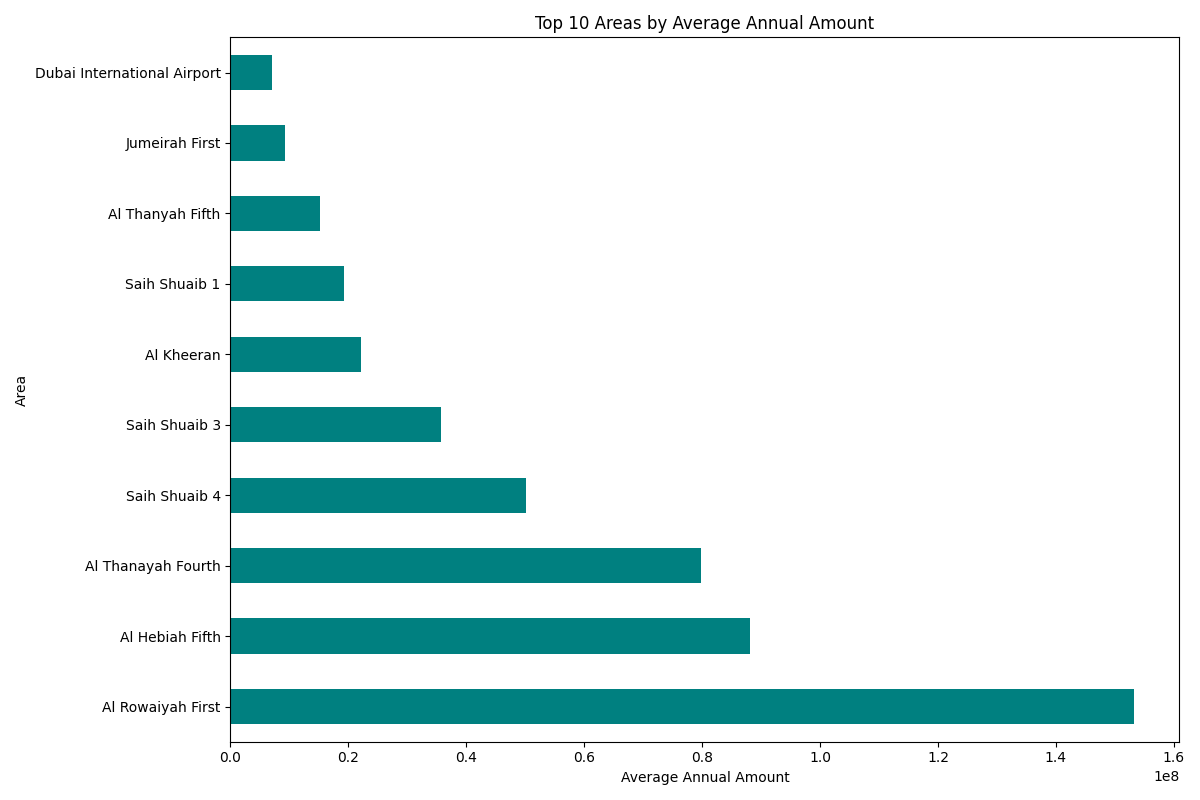 Top 10 Areas by Average Annual Amount
Dubai International Airport
Jumeirah First
Al Thanyah Fifth
Saih Shuaib 1
Al Kheeran
Saih Shuaib 3
Saih Shuaib 4
Al Thanayah Fourth
Al Hebiah Fifth
Al Rowaiyah First
Area
0.0 0.2 0.4 0.6 0.8 1.0 1.2 1.4 1.6
1e8
Average Annual Amount